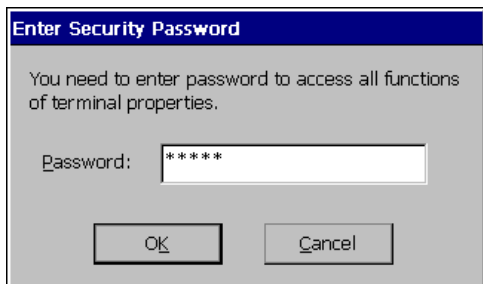 Enter Security Password
You need to enter password to access all functions
of terminal properties.
Password: *****
OK Cancel